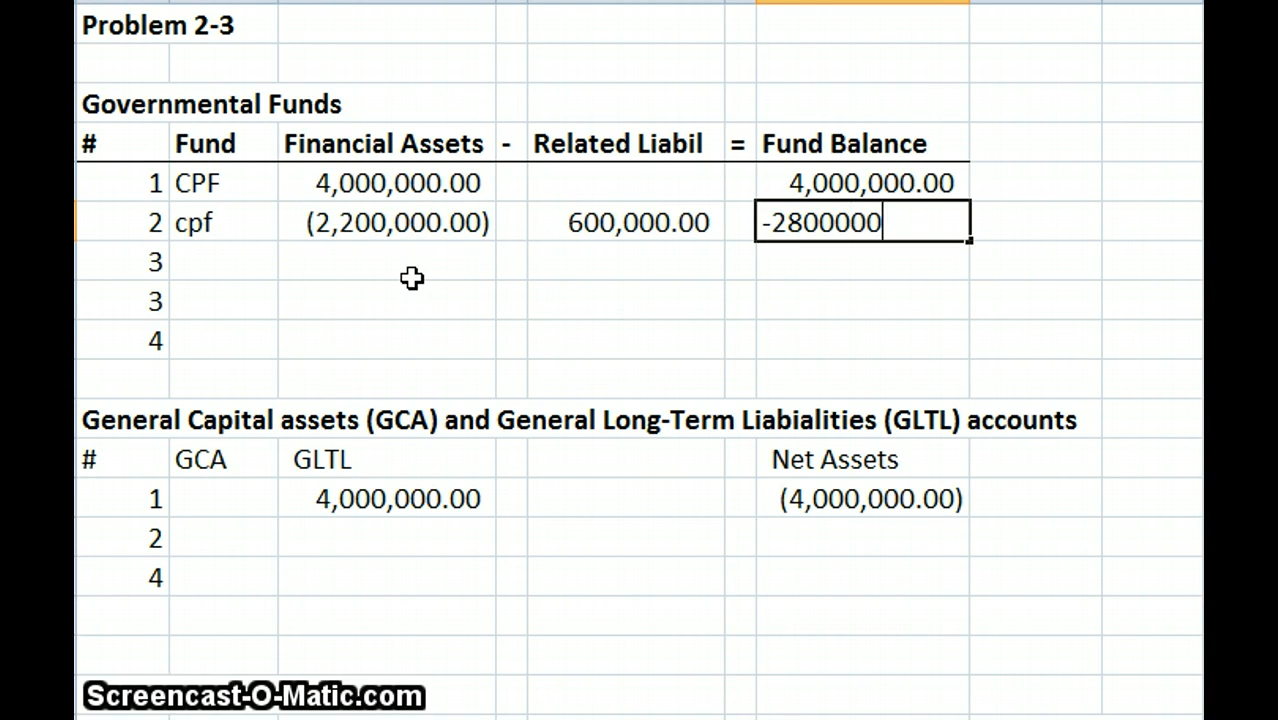 Problem 2-3
Governmental Funds
# Fund Financial Assets - Related Liabil = Fund Balance
1 CPF 4,000,000.00 4,000,000.00
2 cpf (2,200,000.00) 600,000.00 -2800000
3
3
4
General Capital assets (GCA) and General Long-Term Liabialities (GLTL) accounts
# GCA GLTL Net Assets
1 4,000,000.00 (4,000,000.00)
2
4
Screencast-O-Matic.com